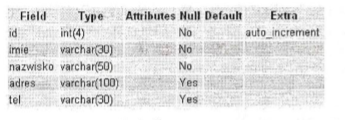 Field Type Attributes Null Default Extra
id int(4) No auto_increment
imie varchar(30) No
nazwisko varchar(50) No
adres varchar(100) Yes
tel varchar(30) Yes